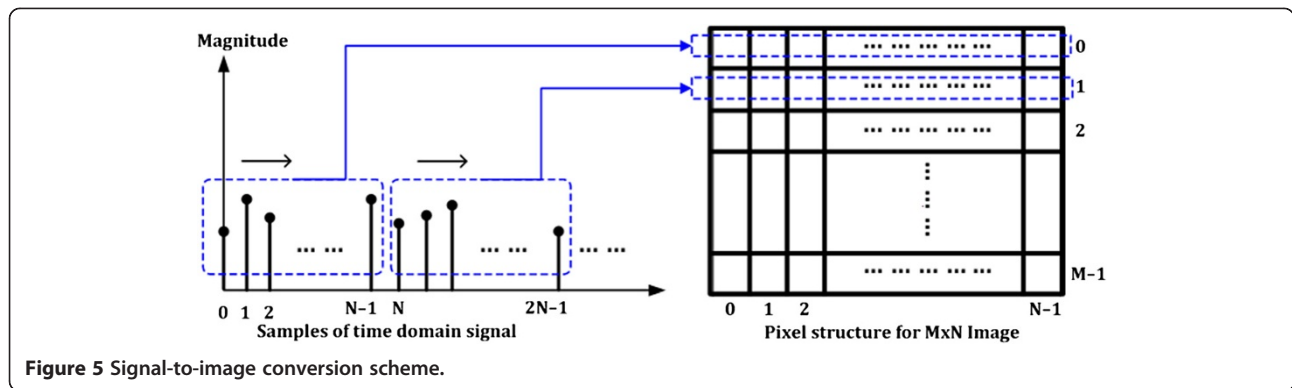 Magnitude
... ... ... ... ... 0
... ... ... ... ... 1
... ... ... ... ... 2
... ... ... ... ... ...
... ... ... ... ... M-1
0 1 2 N-1 N 2N-1
Samples of time domain signal
0 1 2 N-1
Pixel structure for MxN Image
Figure 5 Signal-to-image conversion scheme.